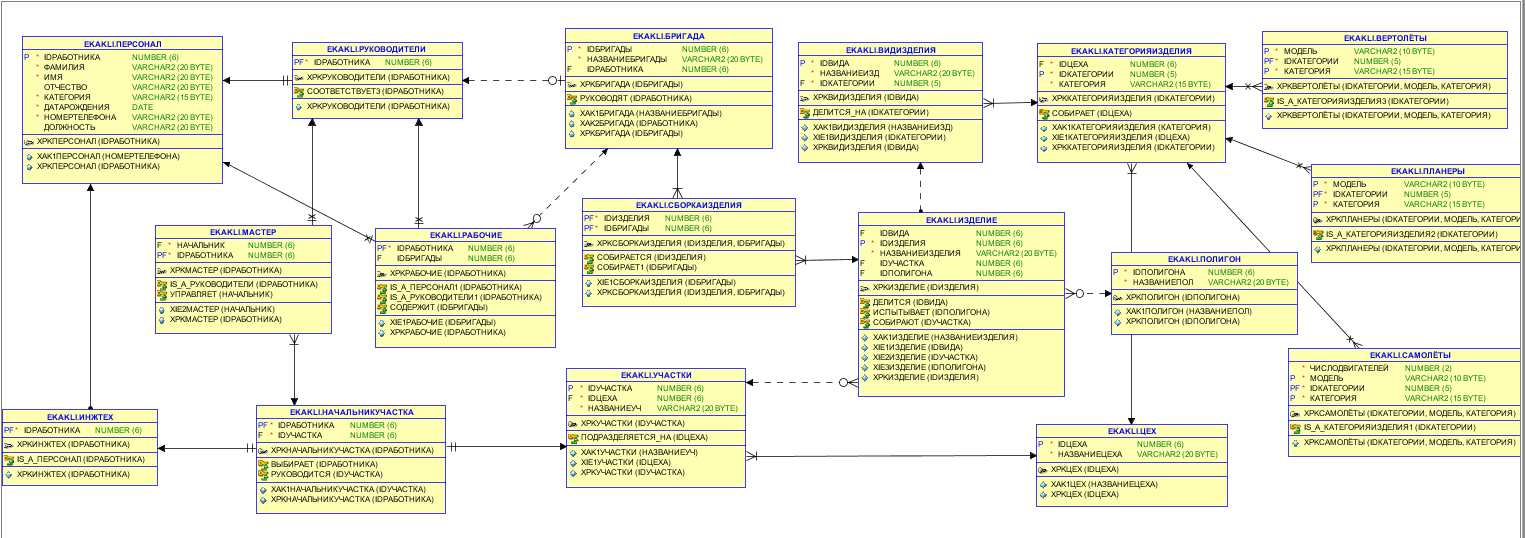 EKAKLI.ПЕРСОНАЛ
P * IDРАБОТНИКА NUMBER (6)
* ФАМИЛИЯ VARCHAR2 (20 BYTE)
* ИМЯ VARCHAR2 (20 BYTE)
ОТЧЕСТВО VARCHAR2 (20 BYTE)
* КАТЕГОРИЯ VARCHAR2 (15 BYTE)
* ДАТАРОЖДЕНИЯ DATE
* НОМЕРТЕЛЕФОНА VARCHAR2 (20 BYTE)
ДОЛЖНОСТЬ VARCHAR2 (20 BYTE)
XPKПЕРСОНАЛ (IDРАБОТНИКА)
XAK1ПЕРСОНАЛ (НОМЕРТЕЛЕФОНА)
XPKПЕРСОНАЛ (IDРАБОТНИКА)
EKAKLI.РУКОВОДИТЕЛИ
PF* IDРАБОТНИКА NUMBER (6)
XPKРУКОВОДИТЕЛИ (IDРАБОТНИКА)
СООТВЕТСТВУЕТ3 (IDРАБОТНИКА)
XPKРУКОВОДИТЕЛИ (IDРАБОТНИКА)
EKAKLI.БРИГАДА
P * IDБРИГАДЫ NUMBER (6)
* НАЗВАНИЕБРИГАДЫ VARCHAR2 (20 BYTE)
F IDРАБОТНИКА NUMBER (6)
XPKБРИГАДА (IDБРИГАДЫ)
РУКОВОДЯТ (IDРАБОТНИКА)
XAK1БРИГАДА (НАЗВАНИЕБРИГАДЫ)
XAK2БРИГАДА (IDРАБОТНИКА)
XPKБРИГАДА (IDБРИГАДЫ)
EKAKLI.ВИДИЗДЕЛИЯ
P * IDВИДА NUMBER (6)
* НАЗВАНИЕИЗД VARCHAR2 (20 BYTE)
F * IDКАТЕГОРИИ NUMBER (5)
XPKВИДИЗДЕЛИЯ (IDВИДА)
ДЕЛИТСЯ_НА (IDКАТЕГОРИИ)
XAK1ВИДИЗДЕЛИЯ (НАЗВАНИЕИЗД)
XIE1ВИДИЗДЕЛИЯ (IDКАТЕГОРИИ)
XPKВИДИЗДЕЛИЯ (IDВИДА)
EKAKLI.КАТЕГОРИЯИЗДЕЛИЯ
F * IDЦЕХА NUMBER (6)
P * IDКАТЕГОРИИ NUMBER (5)
* КАТЕГОРИЯ VARCHAR2 (15 BYTE)
XPKКАТЕГОРИЯИЗДЕЛИЯ (IDКАТЕГОРИИ)
СОБИРАЕТ (IDЦЕХА)
XAK1КАТЕГОРИЯИЗДЕЛИЯ (КАТЕГОРИЯ)
XIE1КАТЕГОРИЯИЗДЕЛИЯ (IDЦЕХА)
XPKКАТЕГОРИЯИЗДЕЛИЯ (IDКАТЕГОРИИ)
EKAKLI.ВЕРТОЛЁТЫ
P * МОДЕЛЬ VARCHAR2 (10 BYTE)
PF* IDКАТЕГОРИИ NUMBER (5)
P * КАТЕГОРИЯ VARCHAR2 (15 BYTE)
XPKВЕРТОЛЁТЫ (IDКАТЕГОРИИ, МОДЕЛЬ, КАТЕГОРИЯ)
IS_A_КАТЕГОРИЯИЗДЕЛИЯ3 (IDКАТЕГОРИИ)
XPKВЕРТОЛЁТЫ (IDКАТЕГОРИИ, МОДЕЛЬ, КАТЕГОРИЯ)
EKAKLI.ПЛАНЕРЫ
P * МОДЕЛЬ VARCHAR2 (10 BYTE)
PF* IDКАТЕГОРИИ NUMBER (5)
P * КАТЕГОРИЯ VARCHAR2 (15 BYTE)
XPKПЛАНЕРЫ (IDКАТЕГОРИИ, МОДЕЛЬ, КАТЕГОРИ
IS_A_КАТЕГОРИЯИЗДЕЛИЯ2 (IDКАТЕГОРИИ)
XPKПЛАНЕРЫ (IDКАТЕГОРИИ, МОДЕЛЬ, КАТЕГОРИ
EKAKLI.МАСТЕР
F * НАЧАЛЬНИК NUMBER (6)
PF* IDРАБОТНИКА NUMBER (6)
XPKМАСТЕР (IDРАБОТНИКА)
IS_A_РУКОВОДИТЕЛИ (IDРАБОТНИКА)
УПРАВЛЯЕТ (НАЧАЛЬНИК)
XIE2МАСТЕР (НАЧАЛЬНИК)
XPKМАСТЕР (IDРАБОТНИКА)
EKAKLI.РАБОЧИЕ
PF* IDРАБОТНИКА NUMBER (6)
F IDБРИГАДЫ NUMBER (6)
XPKРАБОЧИЕ (IDРАБОТНИКА)
IS_A_ПЕРСОНАЛ1 (IDРАБОТНИКА)
IS_A_РУКОВОДИТЕЛИ1 (IDРАБОТНИКА)
СОДЕРЖИТ (IDБРИГАДЫ)
XIE1РАБОЧИЕ (IDБРИГАДЫ)
XPKРАБОЧИЕ (IDРАБОТНИКА)
EKAKLI.СБОРКАИЗДЕЛИЯ
PF* IDИЗДЕЛИЯ NUMBER (6)
PF* IDБРИГАДЫ NUMBER (6)
XPKСБОРКАИЗДЕЛИЯ (IDИЗДЕЛИЯ, IDБРИГАДЫ)
СОБИРАЕТСЯ (IDИЗДЕЛИЯ)
СОБИРАЕТ1 (IDБРИГАДЫ)
XIE1СБОРКАИЗДЕЛИЯ (IDБРИГАДЫ)
XPKСБОРКАИЗДЕЛИЯ (IDИЗДЕЛИЯ, IDБРИГАДЫ)
EKAKLI.ИЗДЕЛИЕ
F IDВИДА NUMBER (6)
P * IDИЗДЕЛИЯ NUMBER (6)
* НАЗВАНИЕИЗДЕЛИЯ VARCHAR2 (20 BYTE)
F IDУЧАСТКА NUMBER (6)
F IDПОЛИГОНА NUMBER (6)
XPKИЗДЕЛИЕ (IDИЗДЕЛИЯ)
ДЕЛИТСЯ (IDВИДА)
ИСПЫТЫВАЕТ (IDПОЛИГОНА)
СОБИРАЮТ (IDУЧАСТКА)
XAK1ИЗДЕЛИЕ (НАЗВАНИЕИЗДЕЛИЯ)
XIE1ИЗДЕЛИЕ (IDВИДА)
XIE2ИЗДЕЛИЕ (IDУЧАСТКА)
XIE3ИЗДЕЛИЕ (IDПОЛИГОНА)
XPKИЗДЕЛИЕ (IDИЗДЕЛИЯ)
EKAKLI.ПОЛИГОН
P * IDПОЛИГОНА NUMBER (6)
* НАЗВАНИЕПОЛ VARCHAR2 (20 BYTE)
XPKПОЛИГОН (IDПОЛИГОНА)
XAK1ПОЛИГОН (НАЗВАНИЕПОЛ)
XPKПОЛИГОН (IDПОЛИГОНА)
EKAKLI.САМОЛЁТЫ
* ЧИСЛОДВИГАТЕЛЕЙ NUMBER (2)
P * МОДЕЛЬ VARCHAR2 (10 BYTE)
PF* IDКАТЕГОРИИ NUMBER (5)
P * КАТЕГОРИЯ VARCHAR2 (15 BYTE)
XPKСАМОЛЁТЫ (IDКАТЕГОРИИ, МОДЕЛЬ, КАТЕГОРИЯ)
IS_A_КАТЕГОРИЯИЗДЕЛИЯ1 (IDКАТЕГОРИИ)
XPKСАМОЛЁТЫ (IDКАТЕГОРИИ, МОДЕЛЬ, КАТЕГОРИЯ)
EKAKLI.ИНЖТЕХ
PF* IDРАБОТНИКА NUMBER (6)
XPKИНЖТЕХ (IDРАБОТНИКА)
IS_A_ПЕРСОНАЛ (IDРАБОТНИКА)
XPKИНЖТЕХ (IDРАБОТНИКА)
EKAKLI.НАЧАЛЬНИКУЧАСТКА
PF* IDРАБОТНИКА NUMBER (6)
F * IDУЧАСТКА NUMBER (6)
XPKНАЧАЛЬНИКУЧАСТКА (IDРАБОТНИКА)
ВЫБИРАЕТ (IDРАБОТНИКА)
РУКОВОДИТСЯ (IDУЧАСТКА)
XAK1НАЧАЛЬНИКУЧАСТКА (IDУЧАСТКА)
XPKНАЧАЛЬНИКУЧАСТКА (IDРАБОТНИКА)
EKAKLI.УЧАСТКИ
P * IDУЧАСТКА NUMBER (6)
F * IDЦЕХА NUMBER (6)
* НАЗВАНИЕУЧ VARCHAR2 (20 BYTE)
XPKУЧАСТКИ (IDУЧАСТКА)
ПОДРАЗДЕЛЯЕТСЯ_НА (IDЦЕХА)
XAK1УЧАСТКИ (НАЗВАНИЕУЧ)
XIE1УЧАСТКИ (IDЦЕХА)
XPKУЧАСТКИ (IDУЧАСТКА)
EKAKLI.ЦЕХ
P * IDЦЕХА NUMBER (6)
* НАЗВАНИЕЦЕХА VARCHAR2 (20 BYTE)
XPKЦЕХ (IDЦЕХА)
XAK1ЦЕХ (НАЗВАНИЕЦЕХА)
XPKЦЕХ (IDЦЕХА)